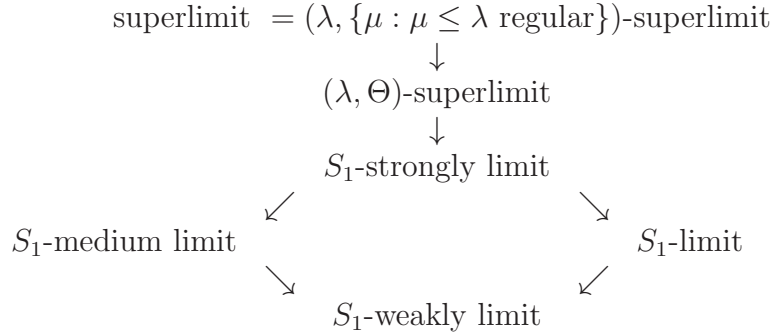 superlimit = (λ, {μ : μ ≤ λ regular})-superlimit
↓
(λ, Θ)-superlimit
↓
S₁-strongly limit
↙ ↘
S₁-medium limit S₁-limit
↘ ↙
S₁-weakly limit